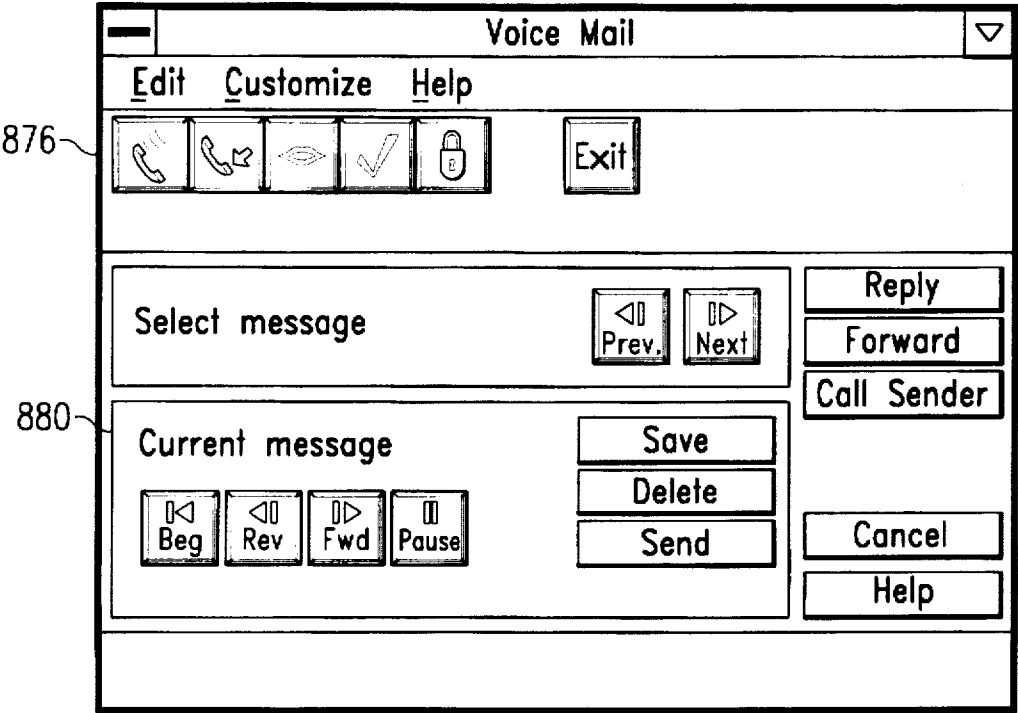 Voice Mail
Edit Customize Help
876
Exit
Select message
Prev. Next
Reply
Forward
Call Sender
880
Current message
Beg Rev Fwd Pause
Save
Delete
Send
Cancel
Help